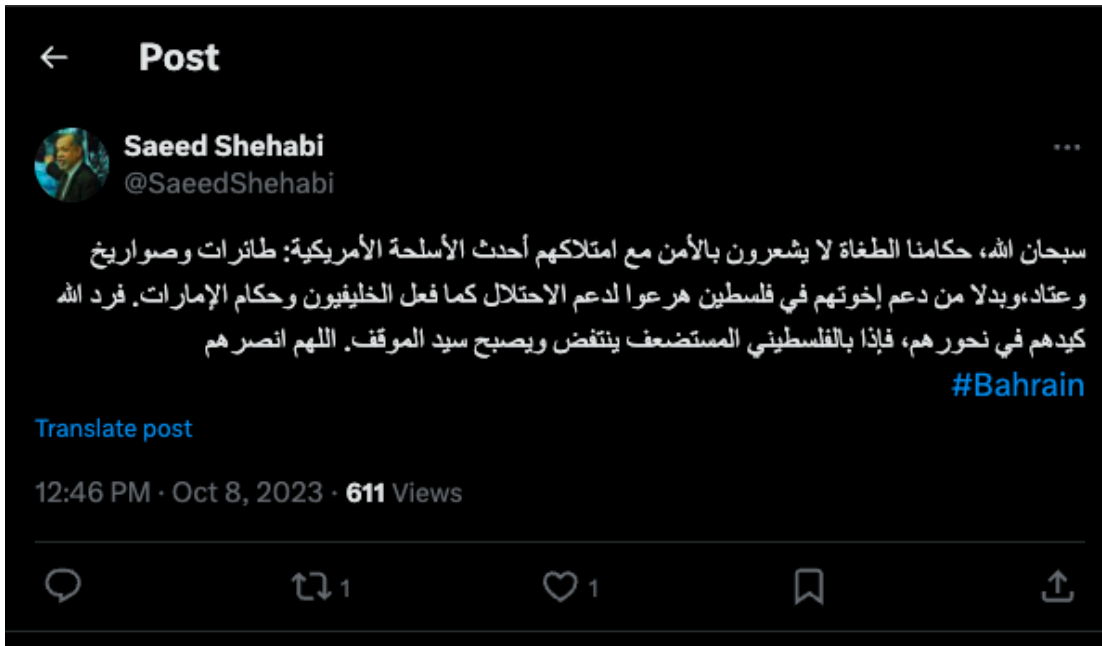 Post
Saeed Shehabi
@SaeedShehabi
سبحان الله، حكامنا الطغاة لا يشعرون بالأمن مع امتلاكهم أحدث الأسلحة الأمريكية: طائرات وصواريخ
وعتاد،وبدلا من دعم إخوتهم في فلسطين هرعوا لدعم الاحتلال كما فعل الخليفيون وحكام الإمارات. فرد الله
كيدهم في نحورهم، فإذا بالفلسطيني المستضعف ينتفض ويصبح سيد الموقف. اللهم انصرهم
#Bahrain
Translate post
12:46 PM · Oct 8, 2023 · 611 Views
1 1